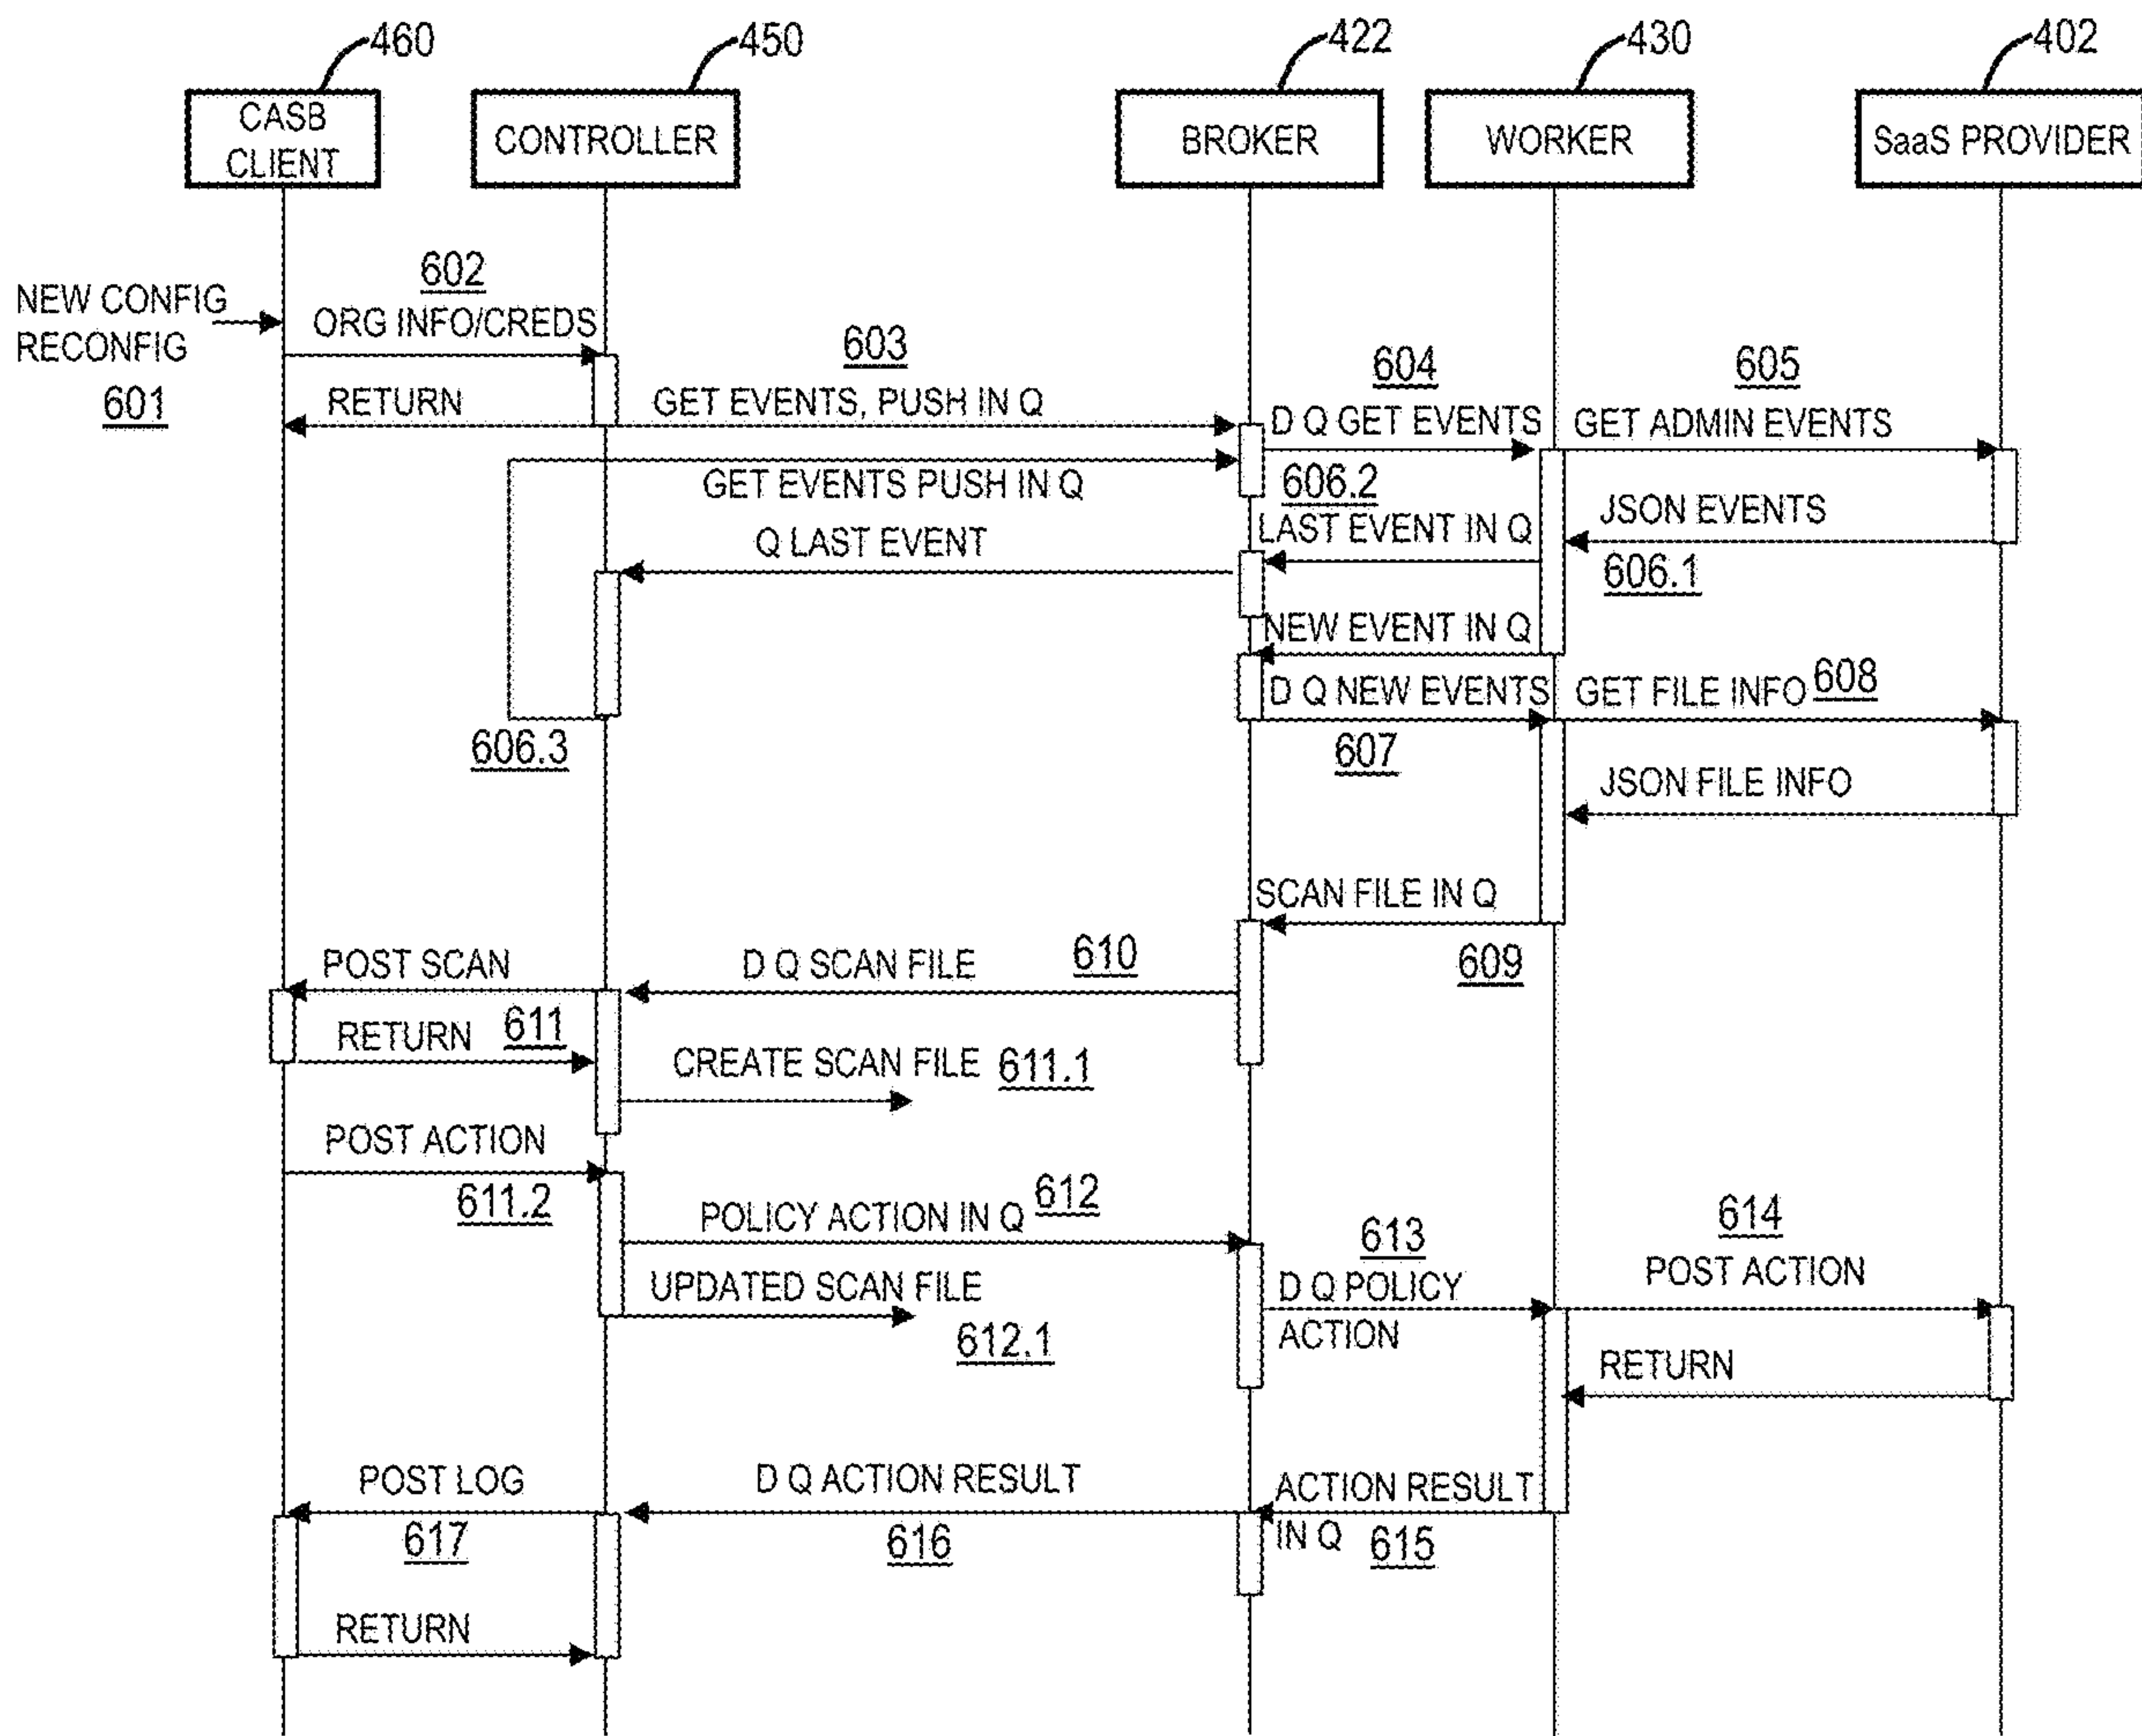 460
450
422
430
402
CASB
CLIENT
CONTROLLER
BROKER
WORKER
SaaS PROVIDER
NEW CONFIG
RECONFIG
601
602
ORG INFO/CREDS
RETURN
603
GET EVENTS, PUSH IN Q
604
D Q GET EVENTS
605
GET ADMIN EVENTS
GET EVENTS PUSH IN Q
606.2
LAST EVENT IN Q
JSON EVENTS
606.1
Q LAST EVENT
NEW EVENT IN Q
606.3
D Q NEW EVENTS
607
GET FILE INFO 608
JSON FILE INFO
SCAN FILE IN Q
609
POST SCAN
D Q SCAN FILE
610
RETURN
611
CREATE SCAN FILE 611.1
POST ACTION
611.2
POLICY ACTION IN Q 612
UPDATED SCAN FILE
612.1
613
D Q POLICY
ACTION
614
POST ACTION
RETURN
POST LOG
617
D Q ACTION RESULT
616
ACTION RESULT
IN Q 615
RETURN